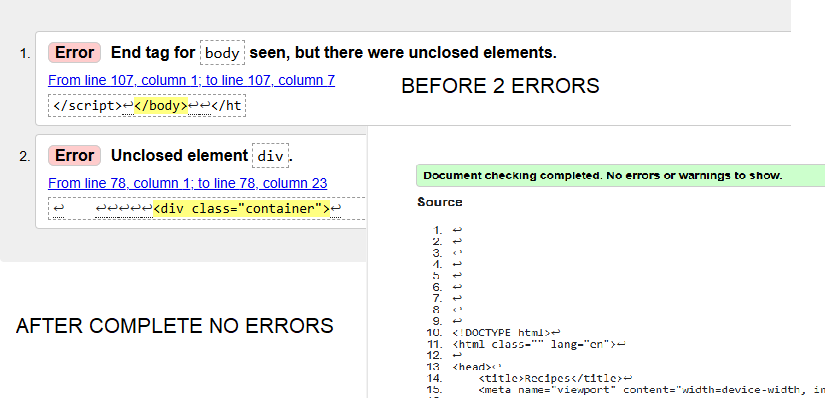 1. Error End tag for body seen, but there were unclosed elements.
From line 107, column 1; to line 107, column 7
</script>↩</body>↩↩</ht
BEFORE 2 ERRORS
2. Error Unclosed element div.
From line 78, column 1; to line 78, column 23
↩ ↩↩↩↩↩<div class="container">↩
Document checking completed. No errors or warnings to show.
Source
1. ↩
2. ↩
3. ↩
4. ↩
5. ↩
6. ↩
7. ↩
8. ↩
9. ↩
10. <!DOCTYPE html>↩
11. <html class="" lang="en">↩
12. ↩
13. <head>↩
14. <title>Recipes</title>↩
15. <meta name="viewport" content="width=device-width, in
AFTER COMPLETE NO ERRORS